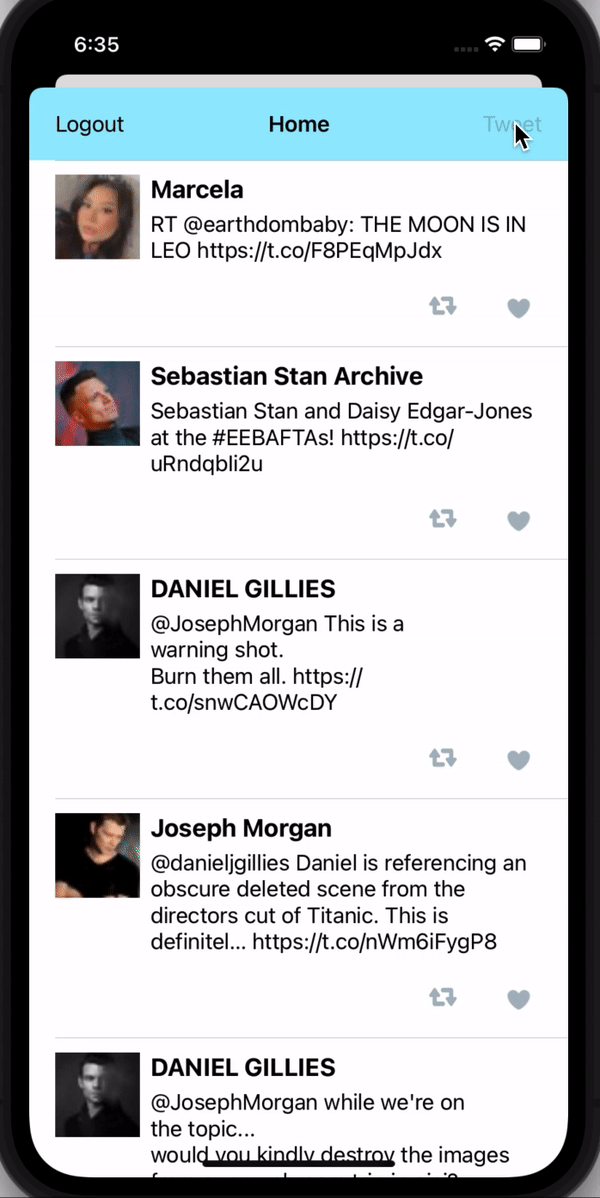 6:35
Logout Home Tweet
Marcela
RT @earthdombaby: THE MOON IS IN
LEO https://t.co/F8PEqMpJdx
Sebastian Stan Archive
Sebastian Stan and Daisy Edgar-Jones
at the #EEBAFTAs! https://t.co/
uRndqbli2u
DANIEL GILLIES
@JosephMorgan This is a
warning shot.
Burn them all. https://
t.co/snwCAOWcDY
Joseph Morgan
@danieljgillies Daniel is referencing an
obscure deleted scene from the
directors cut of Titanic. This is
definitel... https://t.co/nWm6iFygP8
DANIEL GILLIES
@JosephMorgan while we're on
the topic...
would you kindly destroy the images